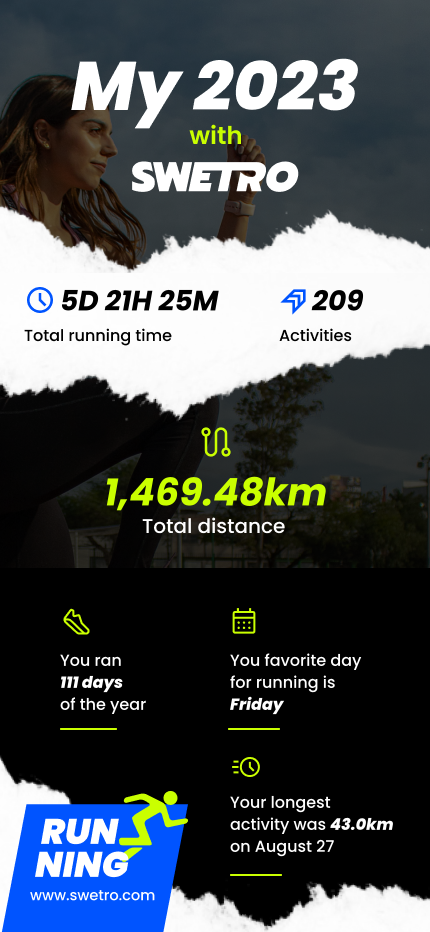 My 2023
with
SWETRO
5D 21H 25M
Total running time
209
Activities
1,469.48km
Total distance
You ran
111 days
of the year
You favorite day
for running is
Friday
Your longest
activity was 43.0km
on August 27
RUN
NING
www.swetro.com